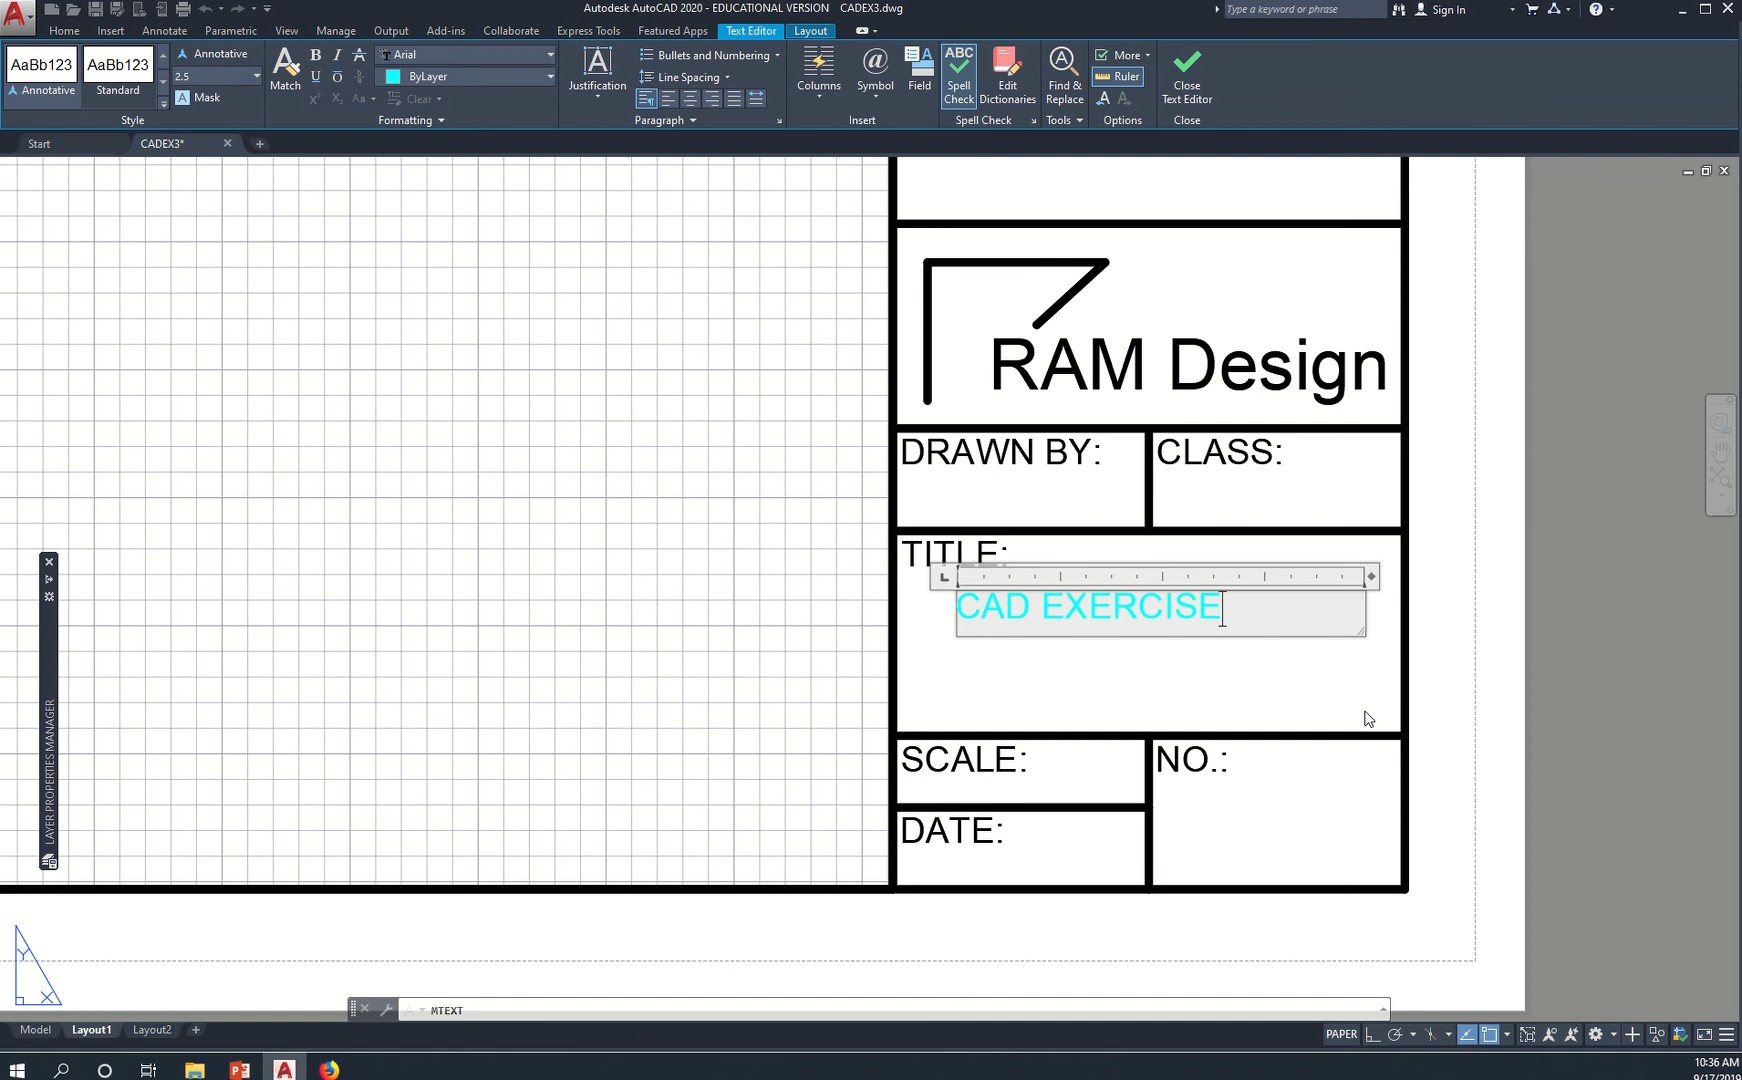 Autodesk AutoCAD 2020 - EDUCATIONAL VERSION CADEX3.dwg
Type a keyword or phrase
Sign In
Home Insert Annotate Parametric View Manage Output Add-ins Collaborate Express Tools Featured Apps Text Editor Layout
AaBb123 AaBb123
Annotative Standard
Annotative
2.5
Mask
Style
Match
Arial
ByLayer
Clear
Formatting
Justification
Bullets and Numbering
Line Spacing
Paragraph
Columns
Symbol
Field
Insert
ABC
Spell
Check
Edit
Dictionaries
Spell Check
Find &
Replace
Tools
More
Ruler
Options
Close
Text Editor
Close
Start CADEX3*
RAM Design
DRAWN BY: CLASS:
TITLE:
CAD EXERCISE
SCALE: NO.:
DATE:
LAYER PROPERTIES MANAGER
Y
X
MTEXT
Model Layout1 Layout2
PAPER
10:36 AM
9/17/2019